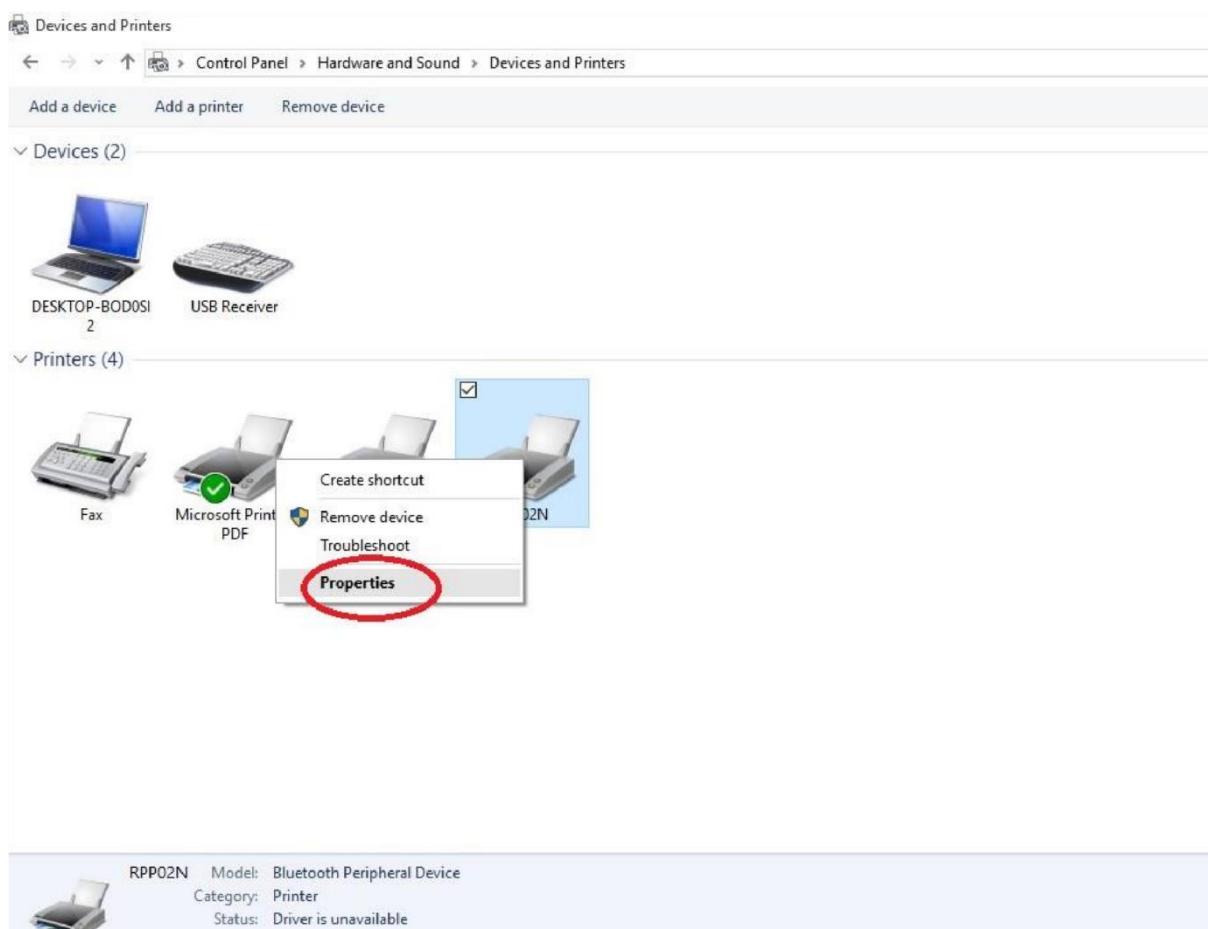 Devices and Printers
Control Panel > Hardware and Sound > Devices and Printers
Add a device Add a printer Remove device
Devices (2)
DESKTOP-BOD0SI
2
USB Receiver
Printers (4)
Fax
Microsoft Print
PDF
02N
Create shortcut
Remove device
Troubleshoot
Properties
RPP02N Model: Bluetooth Peripheral Device
Category: Printer
Status: Driver is unavailable